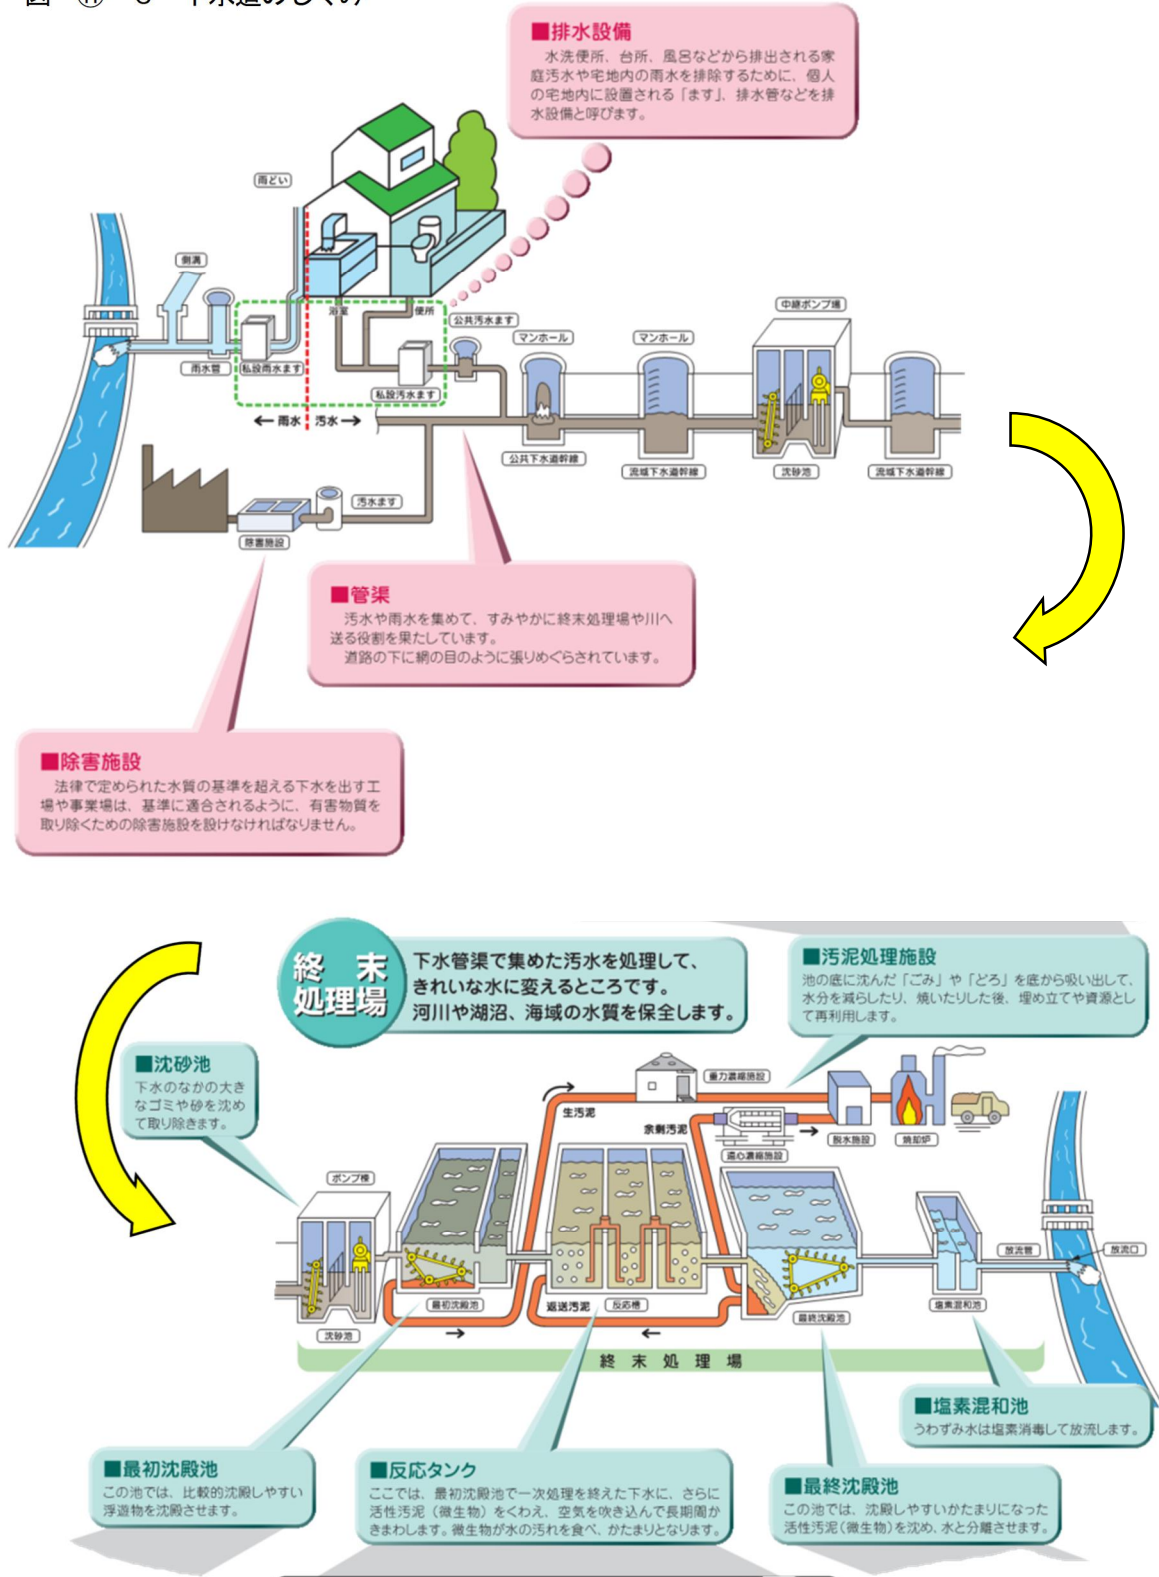 ■排水設備
水洗便所、台所、風呂などから排出される家
庭汚水や宅地内の雨水を排除するために、個人
の宅地内に設置される「ます」、排水管などを排
水設備と呼びます。
雨どい
側溝
浴室
便所
公共汚水ます
マンホール
マンホール
中継ポンプ場
雨水管
私設雨水ます
私設汚水ます
← 雨水
汚水 →
公共下水道幹線
流域下水道幹線
沈砂池
流域下水道幹線
汚水ます
除害施設
■管渠
汚水や雨水を集めて、すみやかに終末処理場や川へ
送る役割を果たしています。
道路の下に網の目のように張りめぐらされています。
■除害施設
法律で定められた水質の基準を超える下水を出す工
場や事業場は、基準に適合されるように、有害物質を
取り除くための除害施設を設けなければなりません。
終末
処理場
下水管渠で集めた汚水を処理して、
きれいな水に変えるところです。
河川や湖沼、海域の水質を保全します。
■汚泥処理施設
池の底に沈んだ「ごみ」や「どろ」を底から吸い出して、
水分を減らしたり、焼いたりした後、埋め立てや資源とし
て再利用します。
■沈砂池
下水のなかの大き
なゴミや砂を沈め
て取り除きます。
重力濃縮施設
生汚泥
余剰汚泥
遠心濃縮施設
脱水施設
焼却炉
ポンプ棟
放流管
放流口
最初沈殿池
返送汚泥
反応槽
最終沈殿池
塩素混和池
沈砂池
終末処理場
■塩素混和池
うわずみ水は塩素消毒して放流します。
■最初沈殿池
この池では、比較的沈殿しやすい
浮遊物を沈殿させます。
■反応タンク
ここでは、最初沈殿池で一次処理を終えた下水に、さらに
活性汚泥（微生物）をくわえ、空気を吹き込んで長期間か
きまわします。微生物が水の汚れを食べ、かたまりとなります。
■最終沈殿池
この池では、沈殿しやすいかたまりになった
活性汚泥（微生物）を沈め、水と分離させます。